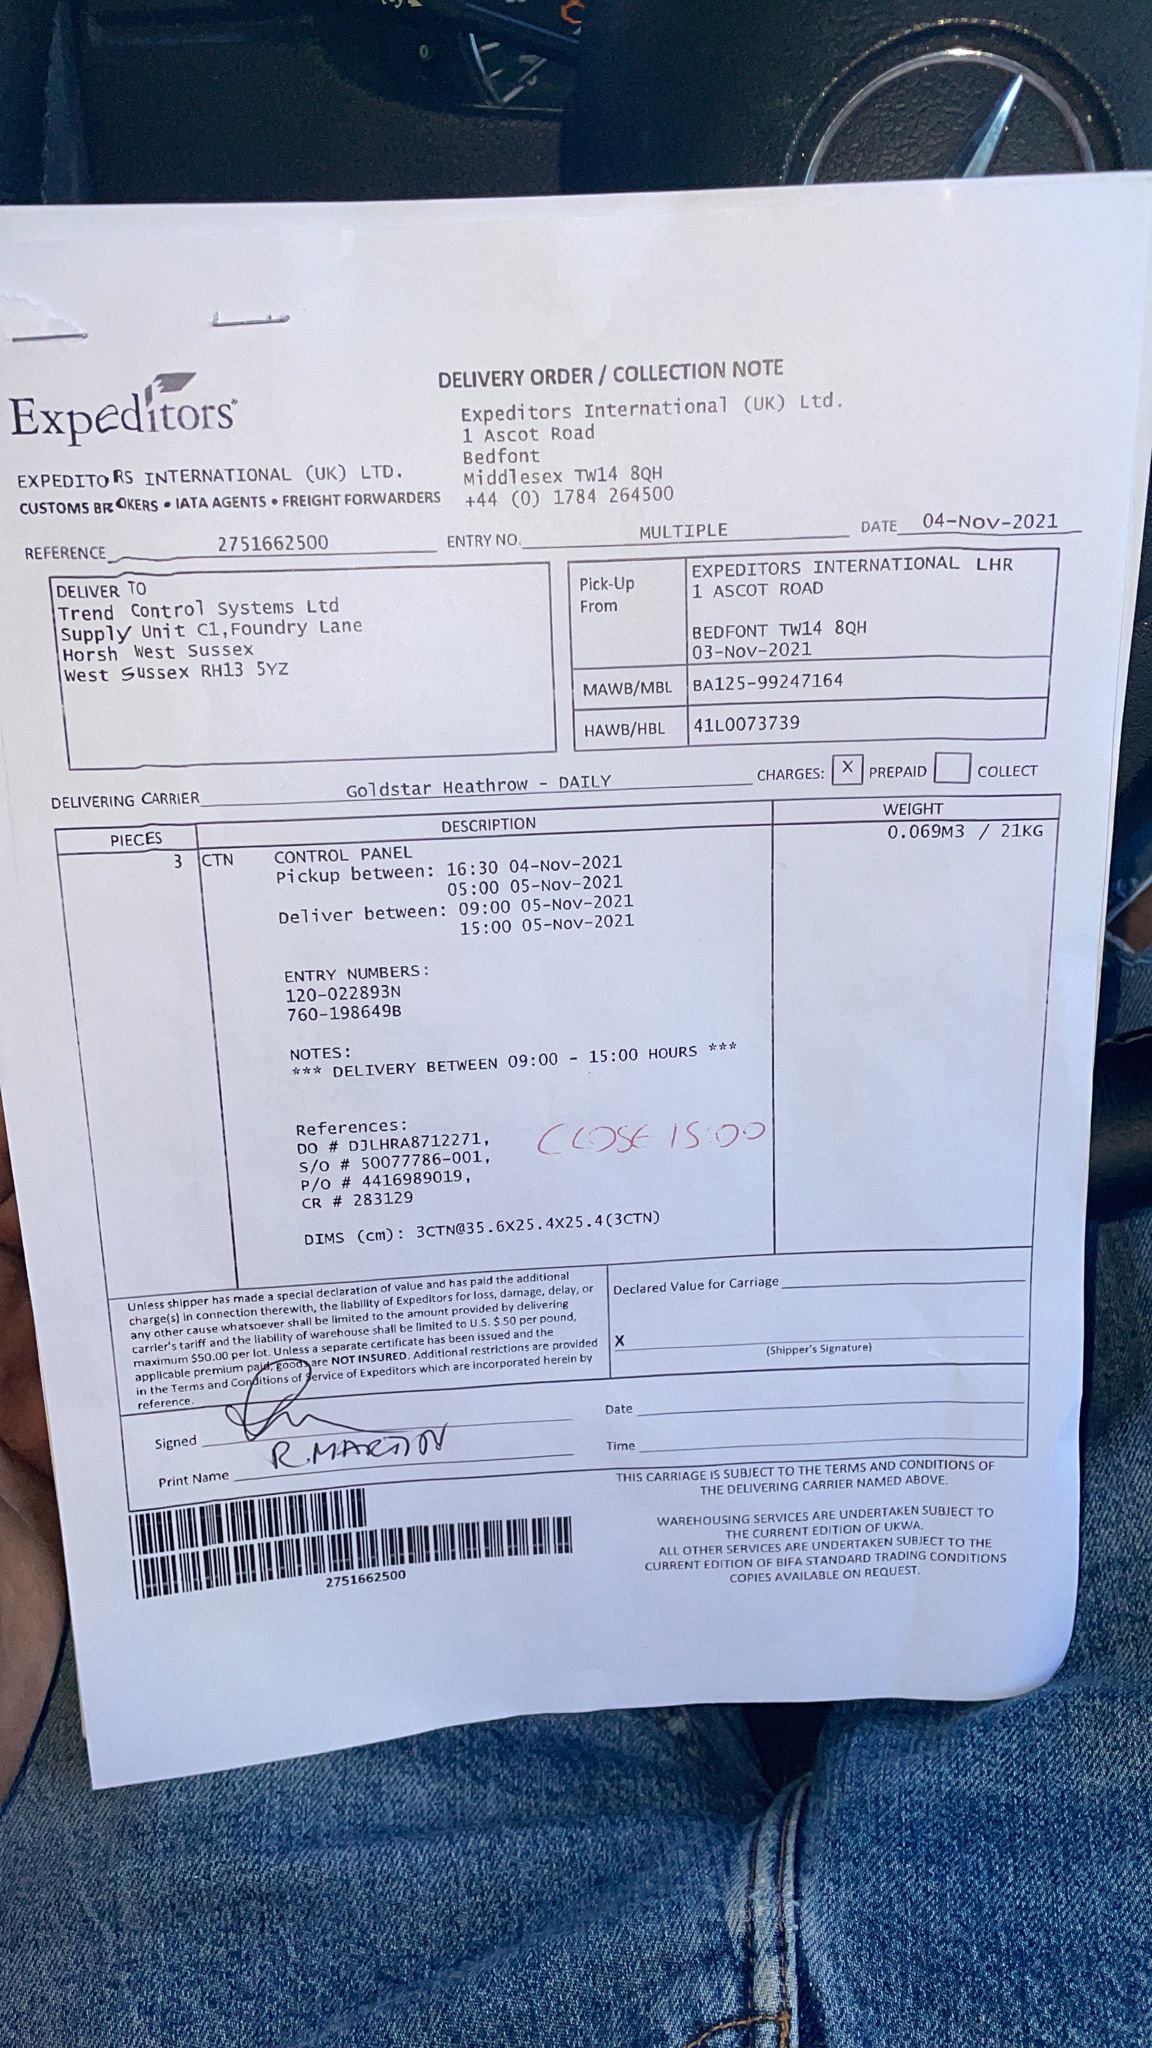 DELIVERY ORDER / COLLECTION NOTE
Expeditors
Expeditors International (UK) Ltd.
1 Ascot Road
Bedfont
Middlesex TW14 8QH
+44 (0) 1784 264500
EXPEDITORS INTERNATIONAL (UK) LTD.
CUSTOMS BROKERS • IATA AGENTS • FREIGHT FORWARDERS
REFERENCE 2751662500 ENTRY NO. MULTIPLE DATE 04-Nov-2021
DELIVER TO
Trend Control Systems Ltd
Supply Unit C1,Foundry Lane
Horsh West Sussex
West Sussex RH13 5YZ
Pick-Up From
EXPEDITORS INTERNATIONAL LHR
1 ASCOT ROAD
BEDFONT TW14 8QH
03-Nov-2021
MAWB/MBL BA125-99247164
HAWB/HBL 41L0073739
DELIVERING CARRIER Goldstar Heathrow - DAILY CHARGES: X PREPAID COLLECT
PIECES DESCRIPTION WEIGHT
3 CTN CONTROL PANEL 0.069M3 / 21KG
Pickup between: 16:30 04-Nov-2021
05:00 05-Nov-2021
Deliver between: 09:00 05-Nov-2021
15:00 05-Nov-2021
ENTRY NUMBERS:
120-022893N
760-198649B
NOTES:
*** DELIVERY BETWEEN 09:00 - 15:00 HOURS ***
References:
DO # DJLHRA8712271,
S/O # 50077786-001,
P/O # 4416989019,
CR # 283129
CLOSE 15:00
DIMS (cm): 3CTN@35.6X25.4X25.4(3CTN)
Unless shipper has made a special declaration of value and has paid the additional
charge(s) in connection therewith, the liability of Expeditors for loss, damage, delay, or
any other cause whatsoever shall be limited to the amount provided by delivering
carrier's tariff and the liability of warehouse shall be limited to U.S. $.50 per pound,
maximum $50.00 per lot. Unless a separate certificate has been issued and the
applicable premium paid, goods are NOT INSURED. Additional restrictions are provided
in the Terms and Conditions of Service of Expeditors which are incorporated herein by
reference.
Declared Value for Carriage
X
(Shipper's Signature)
Signed
Print Name R. MARTIN
Date
Time
2751662500
THIS CARRIAGE IS SUBJECT TO THE TERMS AND CONDITIONS OF
THE DELIVERING CARRIER NAMED ABOVE.
WAREHOUSING SERVICES ARE UNDERTAKEN SUBJECT TO
THE CURRENT EDITION OF UKWA.
ALL OTHER SERVICES ARE UNDERTAKEN SUBJECT TO THE
CURRENT EDITION OF BIFA STANDARD TRADING CONDITIONS
COPIES AVAILABLE ON REQUEST.